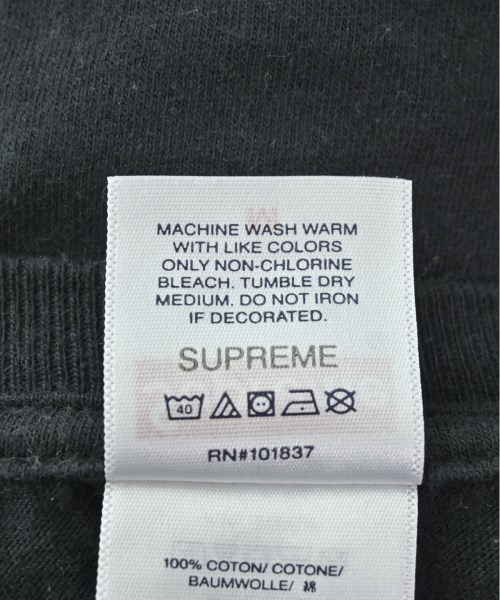 MACHINE WASH WARM
WITH LIKE COLORS
ONLY NON-CHLORINE
BLEACH. TUMBLE DRY
MEDIUM. DO NOT IRON
IF DECORATED.
SUPREME
40
RN#101837
100% COTON/ COTONE/
BAUMWOLLE/ 綿